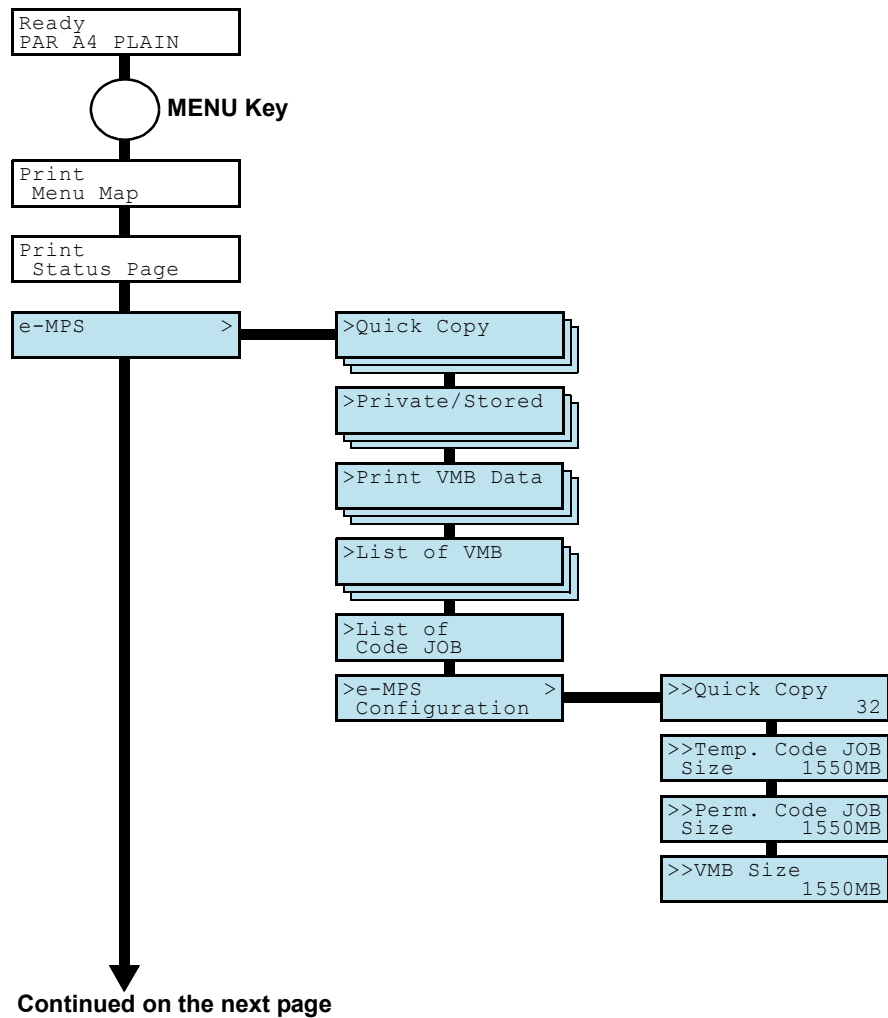 Ready
PAR A4 PLAIN
MENU Key
Print
Menu Map
Print
Status Page
e-MPS >
>Quick Copy
>Private/Stored
>Print VMB Data
>List of VMB
>List of
Code JOB
>e-MPS >
Configuration
>>Quick Copy
32
>>Temp. Code JOB
Size 1550MB
>>Perm. Code JOB
Size 1550MB
>>VMB Size
1550MB
Continued on the next page